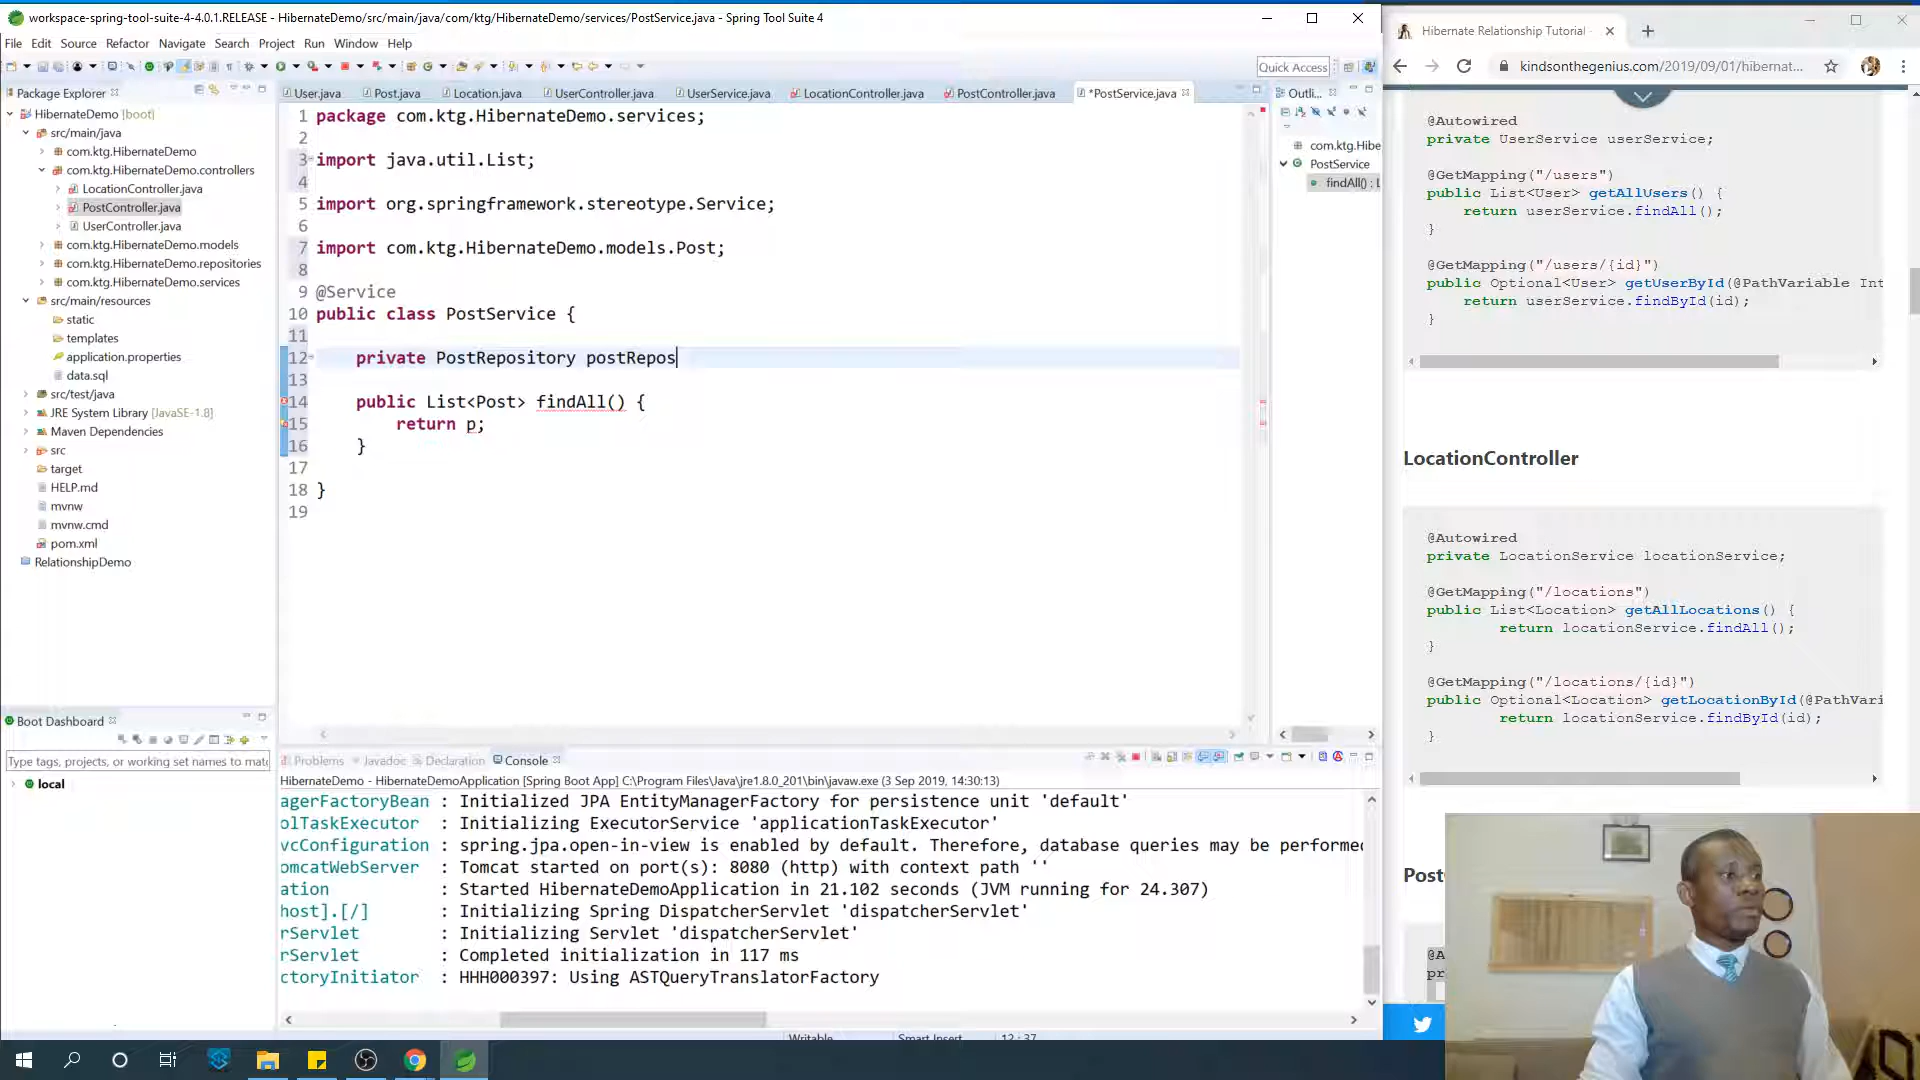 workspace-spring-tool-suite-4-4.0.1.RELEASE - HibernateDemo/src/main/java/com/ktg/HibernateDemo/services/PostService.java - Spring Tool Suite 4
File Edit Source Refactor Navigate Search Project Run Window Help
Quick Access
Package Explorer
HibernateDemo [boot]
src/main/java
com.ktg.HibernateDemo
com.ktg.HibernateDemo.controllers
LocationController.java
PostController.java
UserController.java
com.ktg.HibernateDemo.models
com.ktg.HibernateDemo.repositories
com.ktg.HibernateDemo.services
src/main/resources
static
templates
application.properties
data.sql
src/test/java
JRE System Library [JavaSE-1.8]
Maven Dependencies
src
target
HELP.md
mvnw
mvnw.cmd
pom.xml
RelationshipDemo
Boot Dashboard
Type tags, projects, or working set names to matc
local
User.java Post.java Location.java UserController.java UserService.java LocationController.java PostController.java *PostService.java
1 package com.ktg.HibernateDemo.services;
2
3 import java.util.List;
4
5 import org.springframework.stereotype.Service;
6
7 import com.ktg.HibernateDemo.models.Post;
8
9 @Service
10 public class PostService {
11
12 private PostRepository postRepos
13
14 public List<Post> findAll() {
15 return p;
16 }
17
18 }
19
Outli...
com.ktg.Hibe
PostService
findAll() : L
Problems Javadoc Declaration Console
HibernateDemo - HibernateDemoApplication [Spring Boot App] C:\Program Files\Java\jre1.8.0_201\bin\javaw.exe (3 Sep 2019, 14:30:13)
agerFactoryBean : Initialized JPA EntityManagerFactory for persistence unit 'default'
olTaskExecutor : Initializing ExecutorService 'applicationTaskExecutor'
vcConfiguration : spring.jpa.open-in-view is enabled by default. Therefore, database queries may be performed
omcatWebServer : Tomcat started on port(s): 8080 (http) with context path ''
ation : Started HibernateDemoApplication in 21.102 seconds (JVM running for 24.307)
host].[/] : Initializing Spring DispatcherServlet 'dispatcherServlet'
rServlet : Initializing Servlet 'dispatcherServlet'
rServlet : Completed initialization in 117 ms
ctoryInitiator : HHH000397: Using ASTQueryTranslatorFactory
Writable Smart Insert 12 : 37
Hibernate Relationship Tutorial
kindsonthegenius.com/2019/09/01/hibernat...
@Autowired
private UserService userService;
@GetMapping("/users")
public List<User> getAllUsers() {
return userService.findAll();
}
@GetMapping("/users/{id}")
public Optional<User> getUserById(@PathVariable Int
return userService.findById(id);
}
LocationController
@Autowired
private LocationService locationService;
@GetMapping("/locations")
public List<Location> getAllLocations() {
return locationService.findAll();
}
@GetMapping("/locations/{id}")
public Optional<Location> getLocationById(@PathVari
return locationService.findById(id);
}
Post
@A
pr